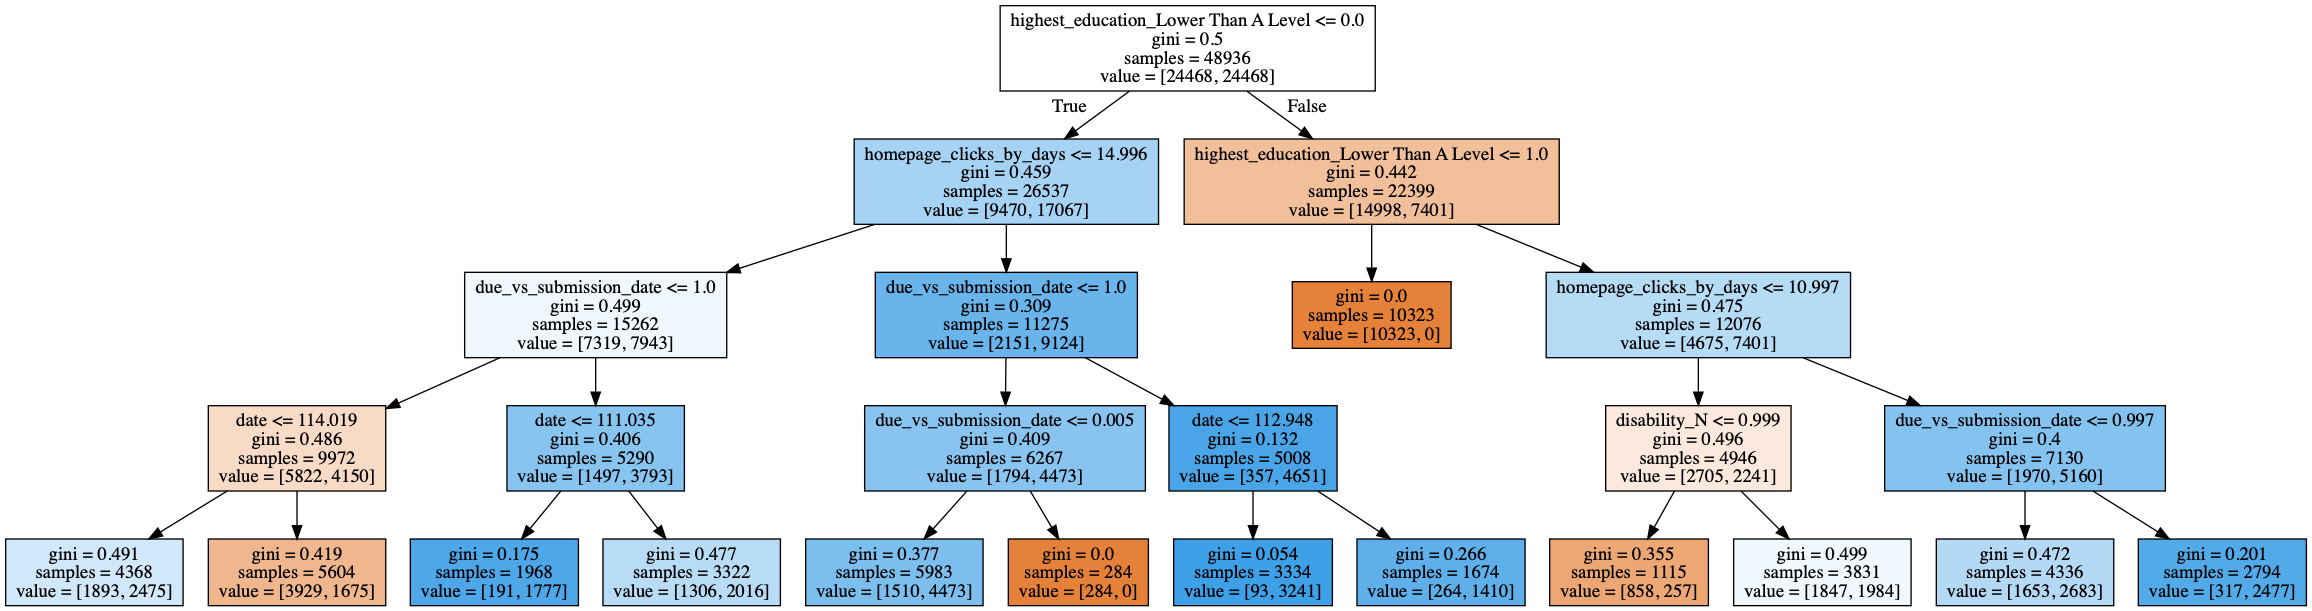 highest_education_Lower Than A Level <= 0.0
gini = 0.5
samples = 48936
value = [24468, 24468]
True
False
homepage_clicks_by_days <= 14.996
gini = 0.459
samples = 26537
value = [9470, 17067]
highest_education_Lower Than A Level <= 1.0
gini = 0.442
samples = 22399
value = [14998, 7401]
due_vs_submission_date <= 1.0
gini = 0.499
samples = 15262
value = [7319, 7943]
due_vs_submission_date <= 1.0
gini = 0.309
samples = 11275
value = [2151, 9124]
gini = 0.0
samples = 10323
value = [10323, 0]
homepage_clicks_by_days <= 10.997
gini = 0.475
samples = 12076
value = [4675, 7401]
date <= 114.019
gini = 0.486
samples = 9972
value = [5822, 4150]
date <= 111.035
gini = 0.406
samples = 5290
value = [1497, 3793]
due_vs_submission_date <= 0.005
gini = 0.409
samples = 6267
value = [1794, 4473]
date <= 112.948
gini = 0.132
samples = 5008
value = [357, 4651]
disability_N <= 0.999
gini = 0.496
samples = 4946
value = [2705, 2241]
due_vs_submission_date <= 0.997
gini = 0.4
samples = 7130
value = [1970, 5160]
gini = 0.491
samples = 4368
value = [1893, 2475]
gini = 0.419
samples = 5604
value = [3929, 1675]
gini = 0.175
samples = 1968
value = [191, 1777]
gini = 0.477
samples = 3322
value = [1306, 2016]
gini = 0.377
samples = 5983
value = [1510, 4473]
gini = 0.0
samples = 284
value = [284, 0]
gini = 0.054
samples = 3334
value = [93, 3241]
gini = 0.266
samples = 1674
value = [264, 1410]
gini = 0.355
samples = 1115
value = [858, 257]
gini = 0.499
samples = 3831
value = [1847, 1984]
gini = 0.472
samples = 4336
value = [1653, 2683]
gini = 0.201
samples = 2794
value = [317, 2477]